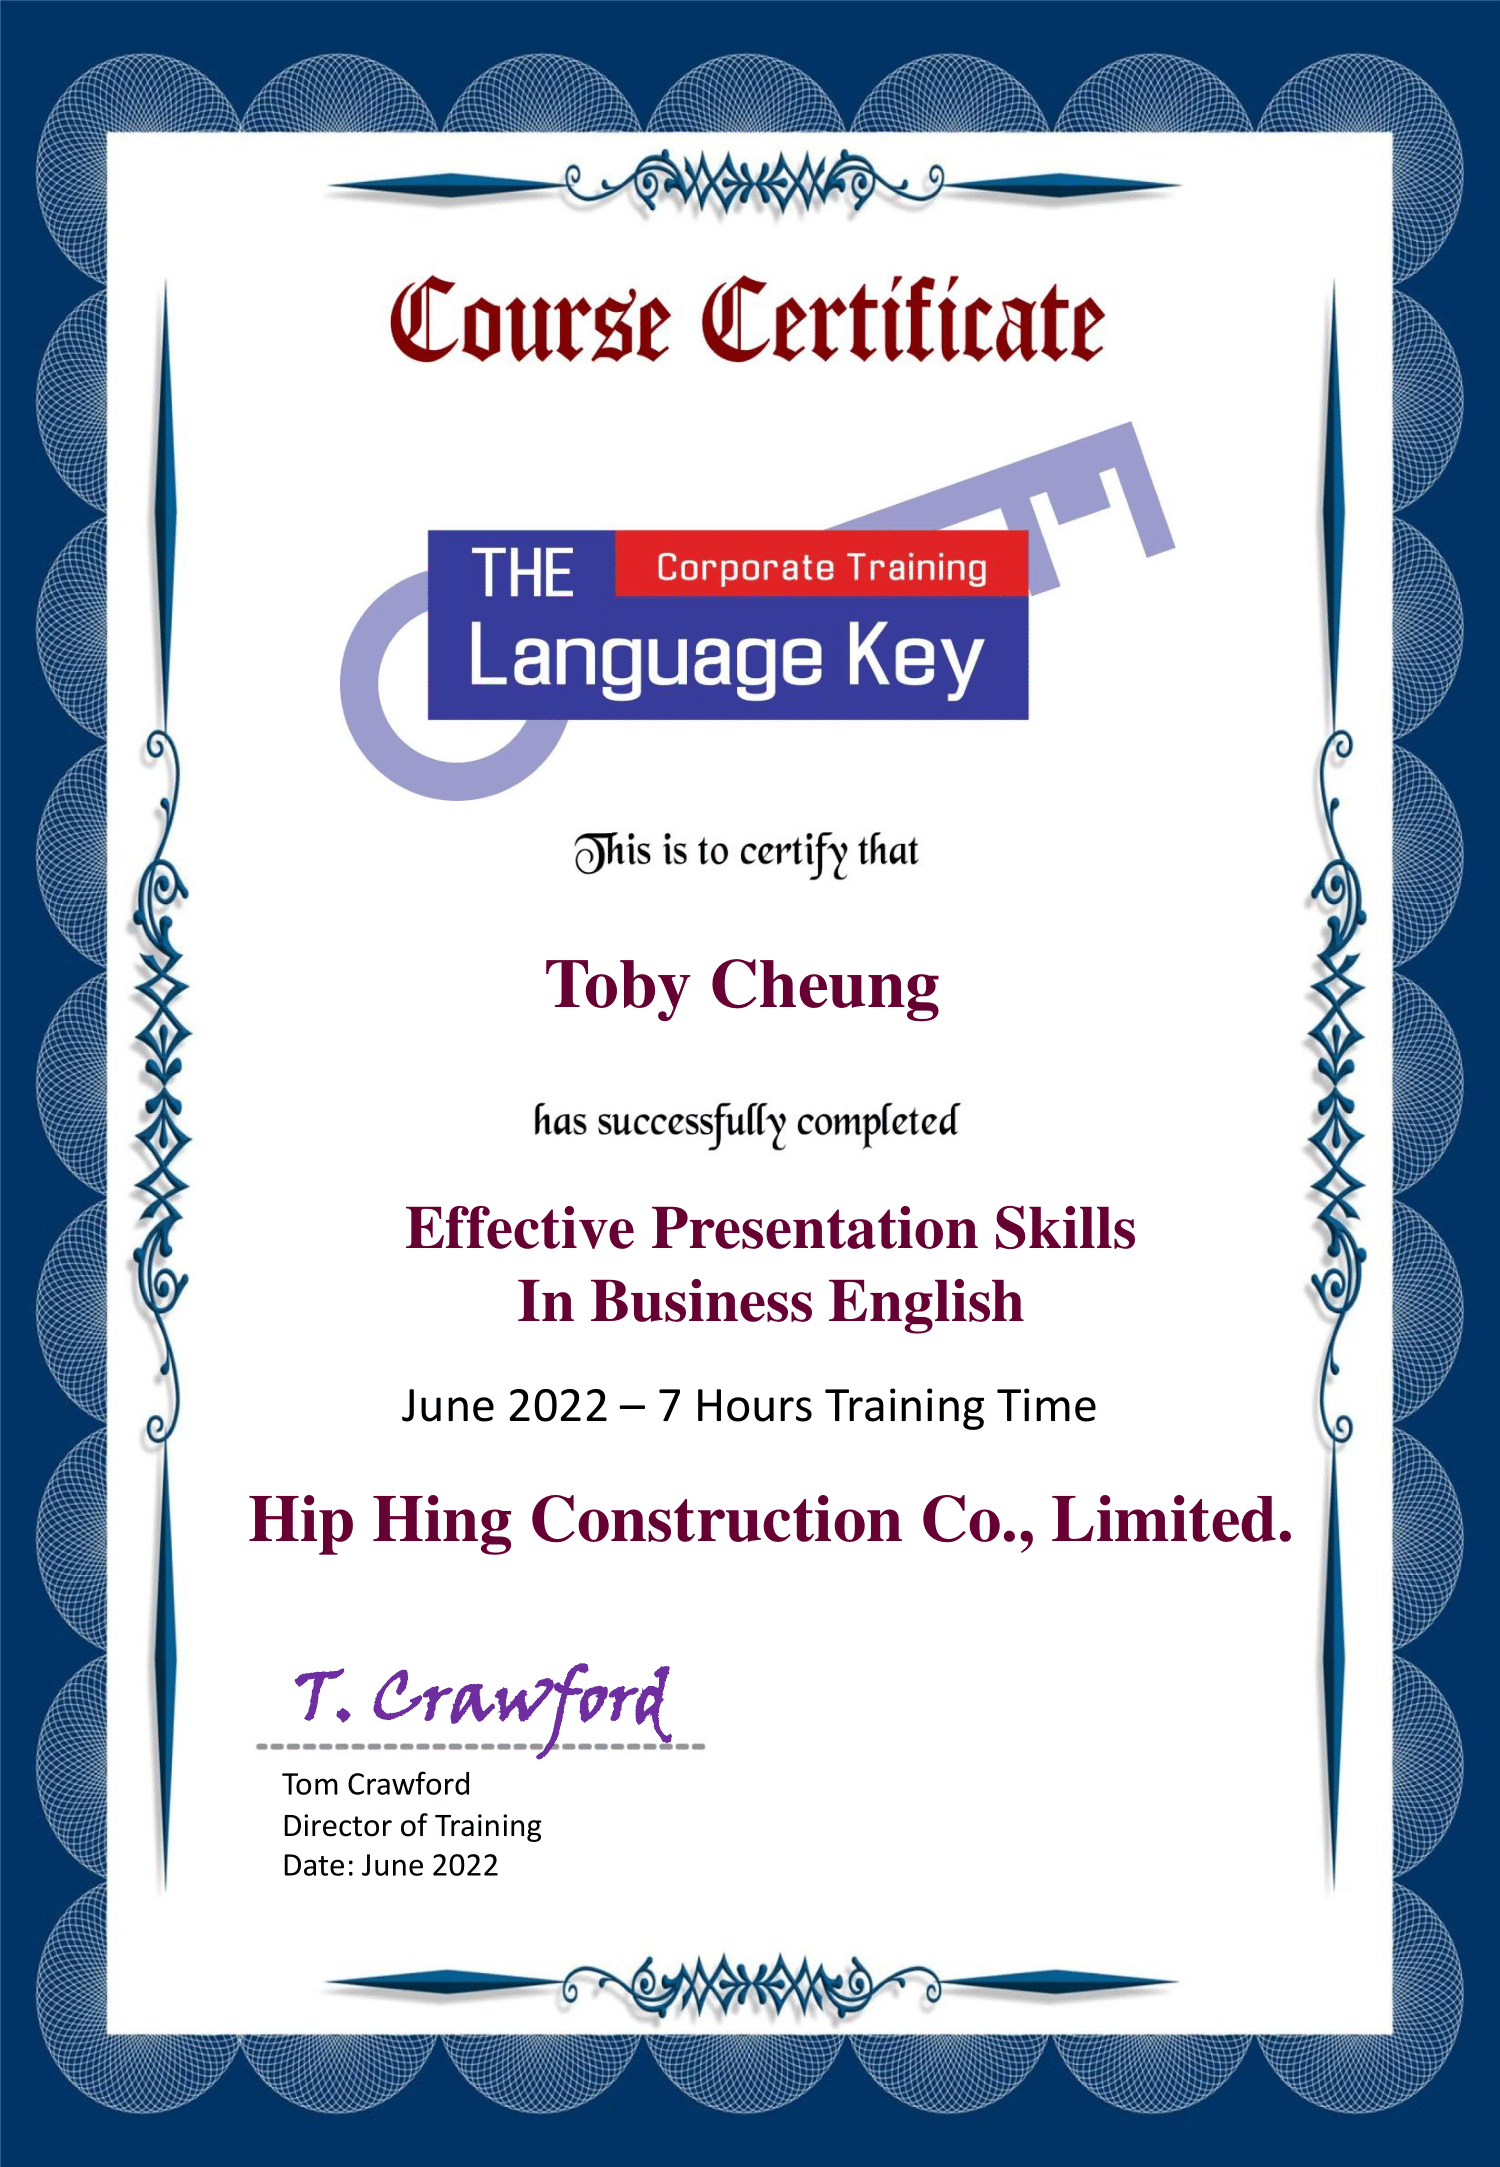 Course Certificate
THE
Corporate Training
Language Key
This is to certify that
Toby Cheung
has successfully completed
Effective Presentation Skills
In Business English
June 2022 – 7 Hours Training Time
Hip Hing Construction Co., Limited.
T. Crawford
Tom Crawford
Director of Training
Date: June 2022